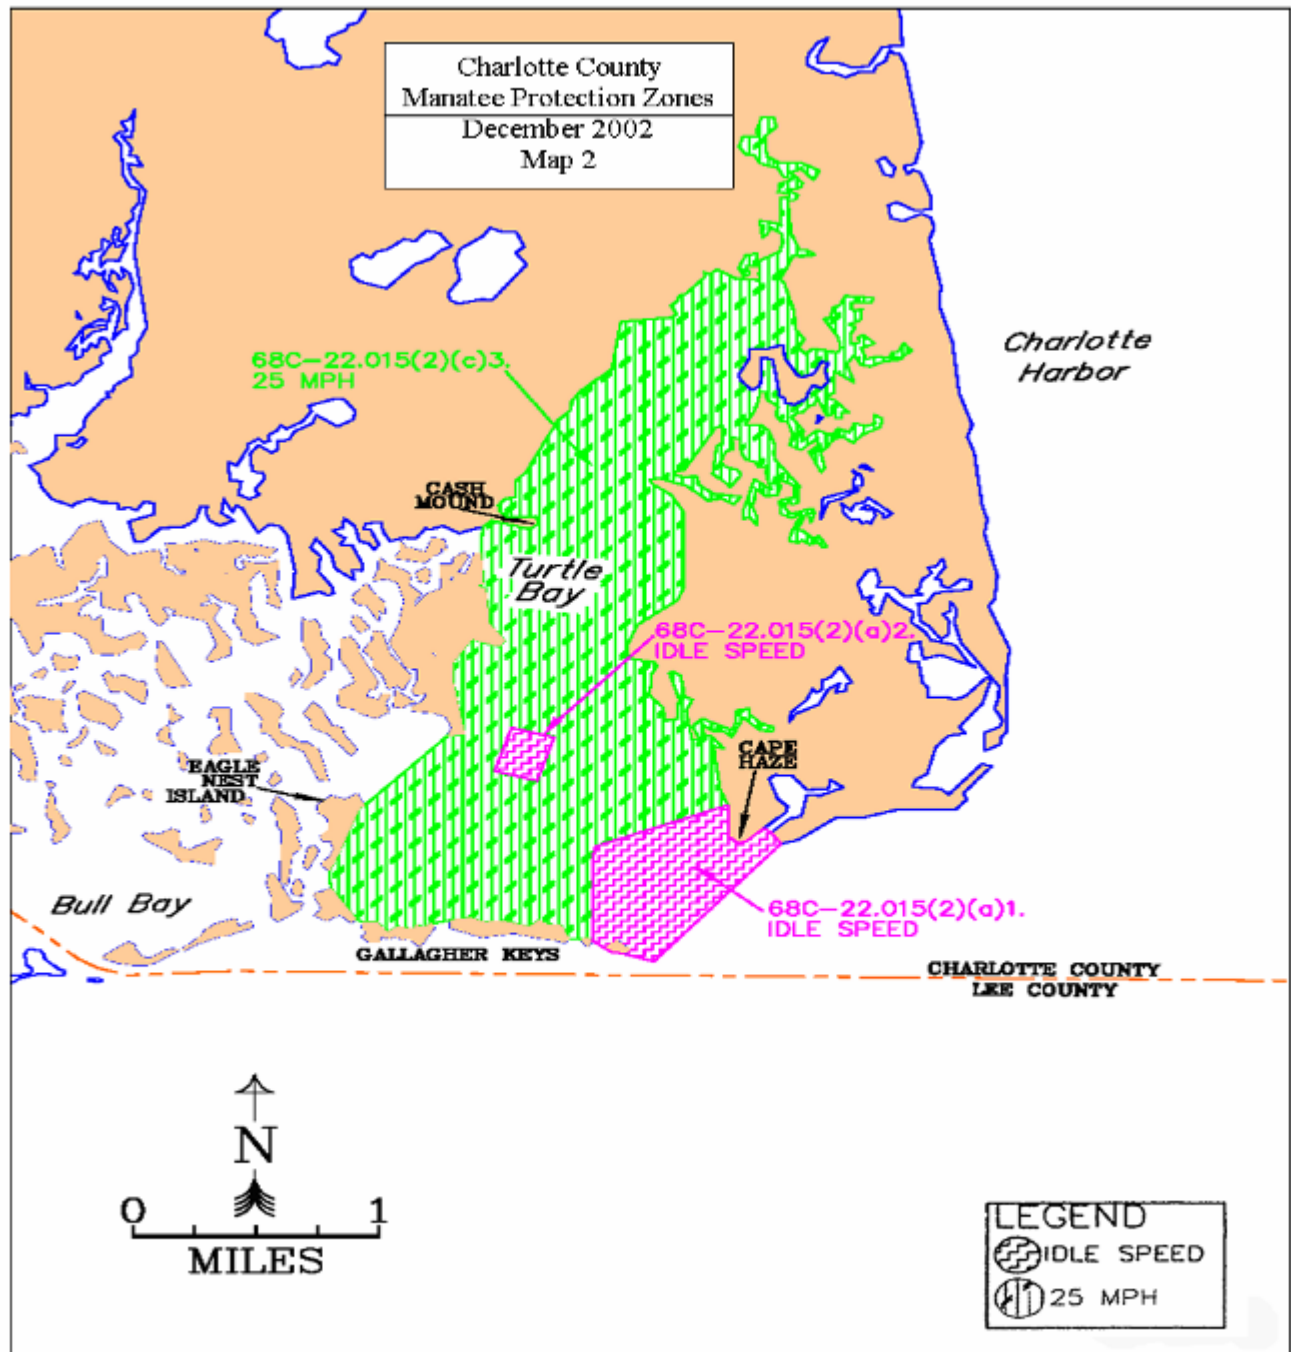 Charlotte County
Manatee Protection Zones
December 2002
Map 2
Charlotte
Harbor
68C-22.015(2)(c)3.
25 MPH
CASH
MOUND
Turtle
Bay
68C-22.015(2)(a)2.
IDLE SPEED
CAPE
HAZE
EAGLE
NEST
ISLAND
Bull Bay
68C-22.015(2)(a)1.
IDLE SPEED
GALLAGHER KEYS
CHARLOTTE COUNTY
LEE COUNTY
N
0 1
MILES
LEGEND
IDLE SPEED
25 MPH